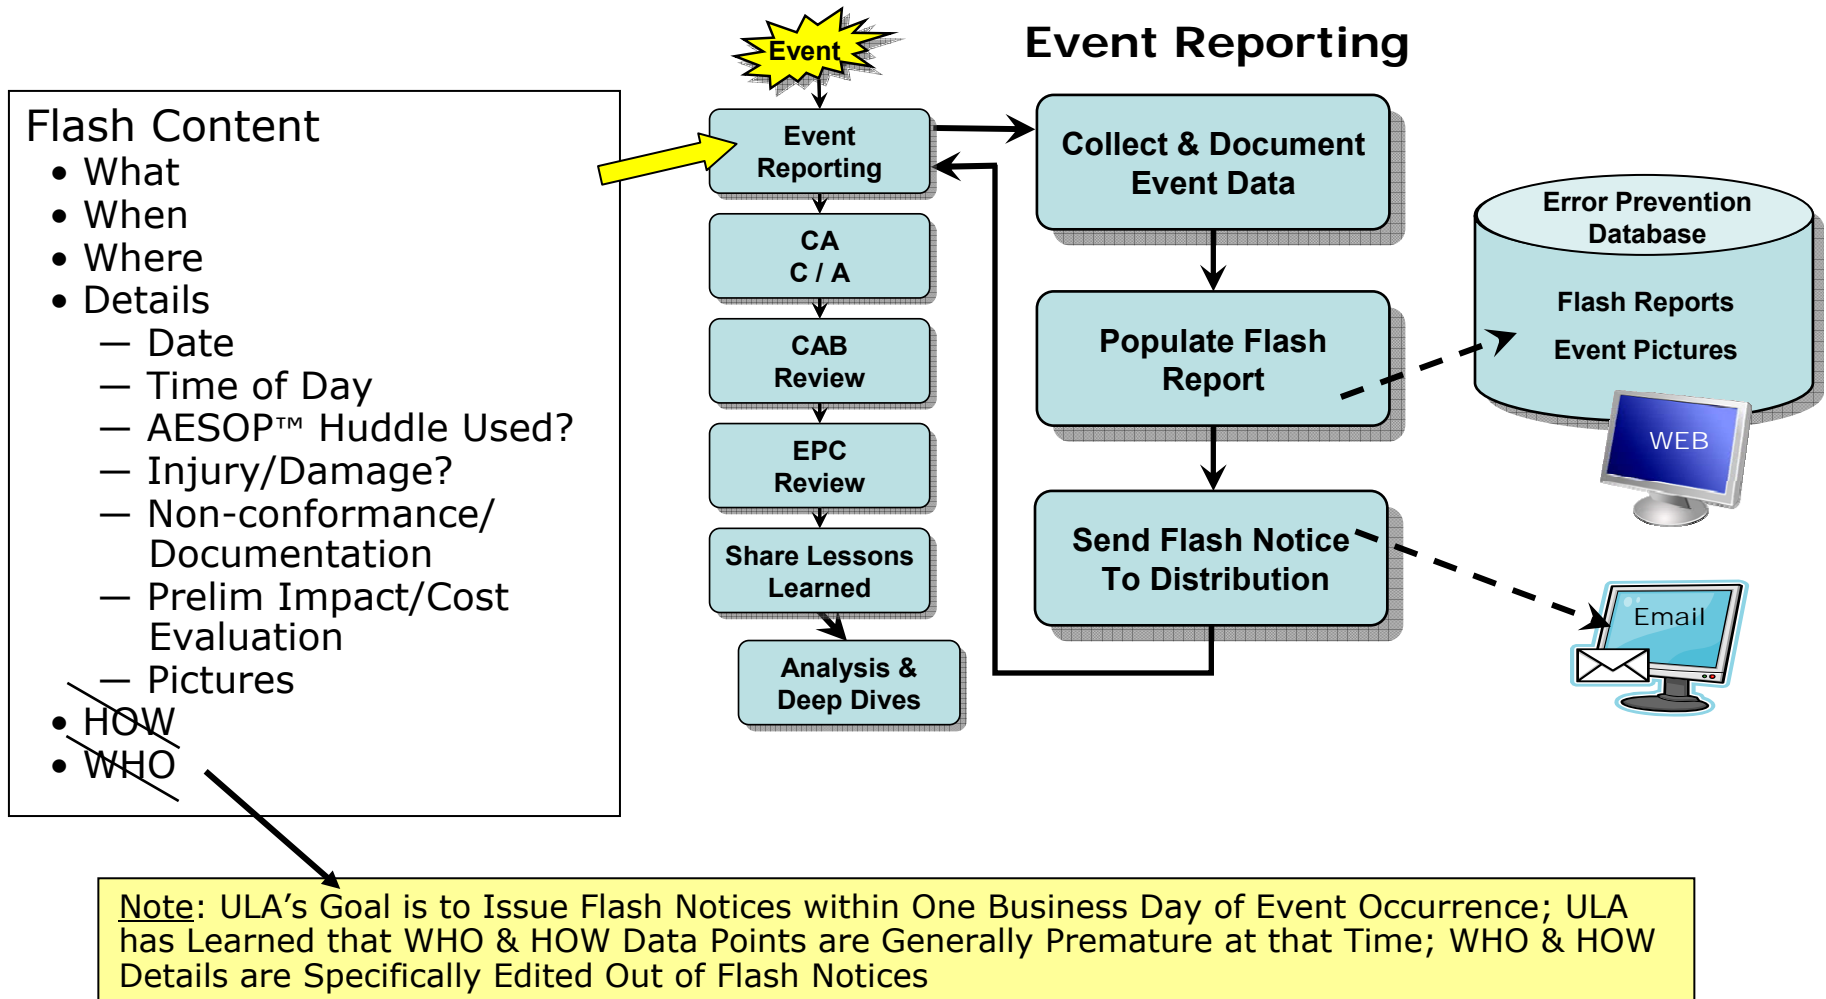 Event Reporting
Flash Content
• What
• When
• Where
• Details
— Date
— Time of Day
— AESOP™ Huddle Used?
— Injury/Damage?
— Non-conformance/
Documentation
— Prelim Impact/Cost
Evaluation
— Pictures
• HOW
• WHO
Event
Event
Reporting
CA
C / A
CAB
Review
EPC
Review
Share Lessons
Learned
Analysis &
Deep Dives
Collect & Document
Event Data
Populate Flash
Report
Send Flash Notice
To Distribution
Error Prevention
Database
Flash Reports
Event Pictures
WEB
Email
Note: ULA’s Goal is to Issue Flash Notices within One Business Day of Event Occurrence; ULA
has Learned that WHO & HOW Data Points are Generally Premature at that Time; WHO & HOW
Details are Specifically Edited Out of Flash Notices